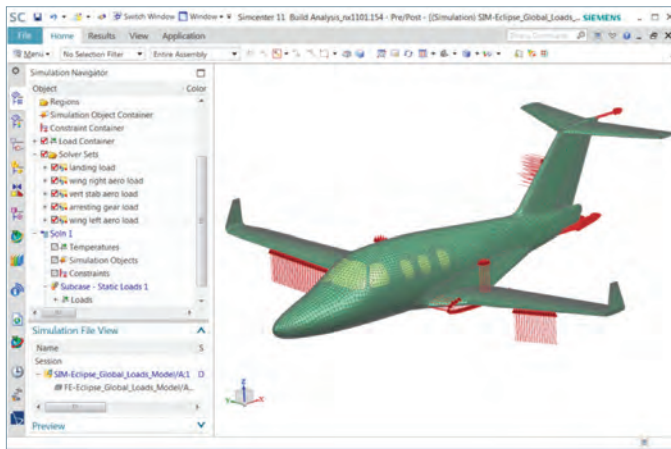 SC Switch Window Window Simcenter 11 Build Analysis_nx1101.154 - Pre/Post - [(Simulation) SIM-Eclipse_Global_Loads_... SIEMENS
File Home Results View Application
Menu No Selection Filter Entire Assembly
Simulation Navigator
Object Color
Regions
Simulation Object Container
Constraint Container
Load Container
Solver Sets
landing load
wing right aero load
vert stab aero load
arresting gear load
wing left aero load
Soln 1
Temperatures
Simulation Objects
Constraints
Subcase - Static Loads 1
Loads
Simulation File View
Name S
Session
SIM-Eclipse_Global_Loads_Model/A:1 D
FE-Eclipse_Global_Loads_Model/A...
Preview
Z
Y X